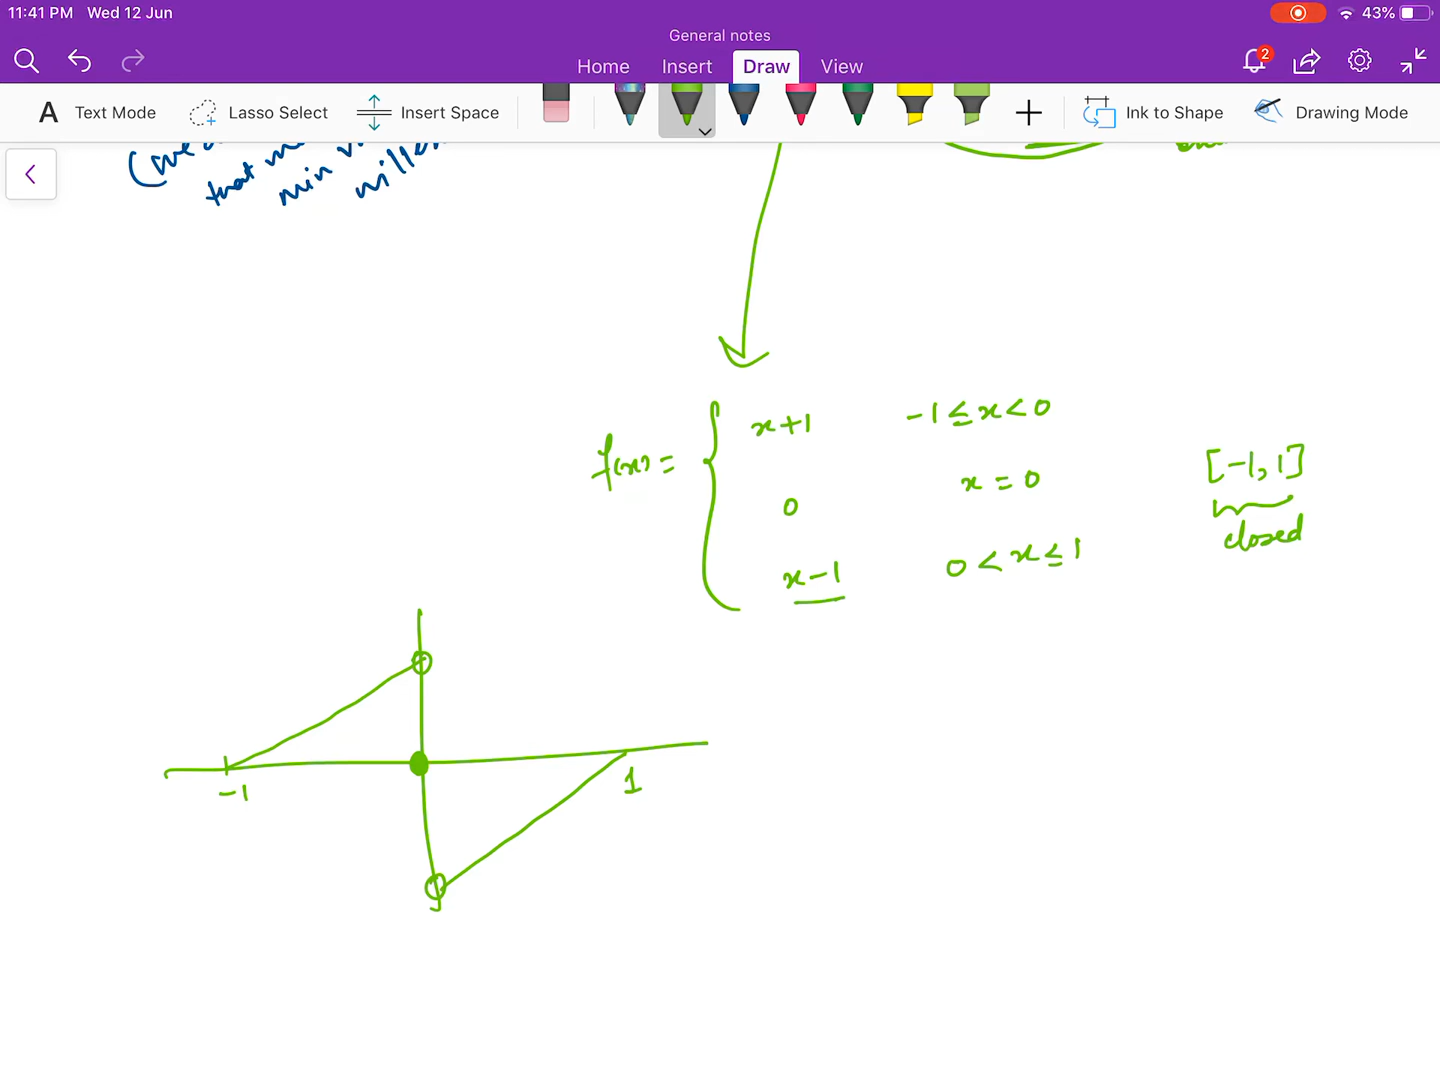 11:41 PM Wed 12 Jun 43%
General notes
Home Insert Draw View 2
A Text Mode Lasso Select Insert Space Ink to Shape Drawing Mode
that
min
f(x) = { x+1 -1 ≤ x < 0
0 x = 0
x-1 0 < x ≤ 1
[-1, 1]
closed
-1
1